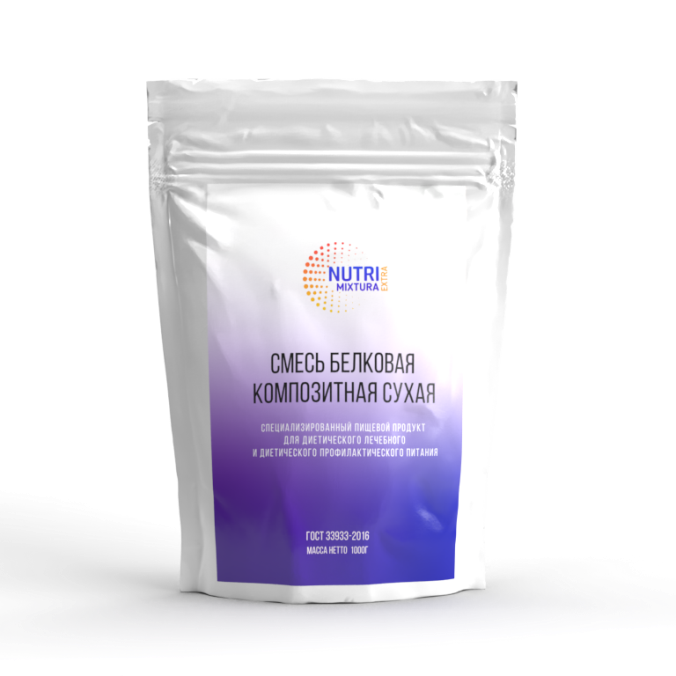 NUTRI
MIXTURA
EXTRA
СМЕСЬ БЕЛКОВАЯ
КОМПОЗИТНАЯ СУХАЯ
СПЕЦИАЛИЗИРОВАННЫЙ ПИЩЕВОЙ ПРОДУКТ
ДЛЯ ДИЕТИЧЕСКОГО ЛЕЧЕБНОГО
И ДИЕТИЧЕСКОГО ПРОФИЛАКТИЧЕСКОГО ПИТАНИЯ
ГОСТ 33933-2016
МАССА НЕТТО 1000Г